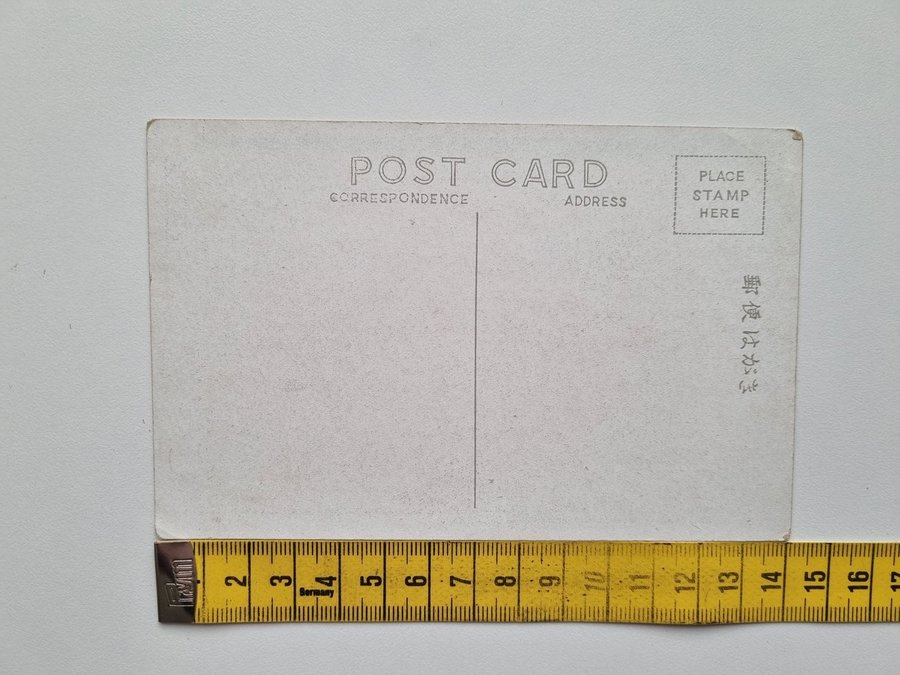 POST CARD
CORRESPONDENCE
ADDRESS
PLACE
STAMP
HERE
郵便はがき
2 3 4 5 6 7 8 9 10 11 12 13 14 15 16 17
Germany